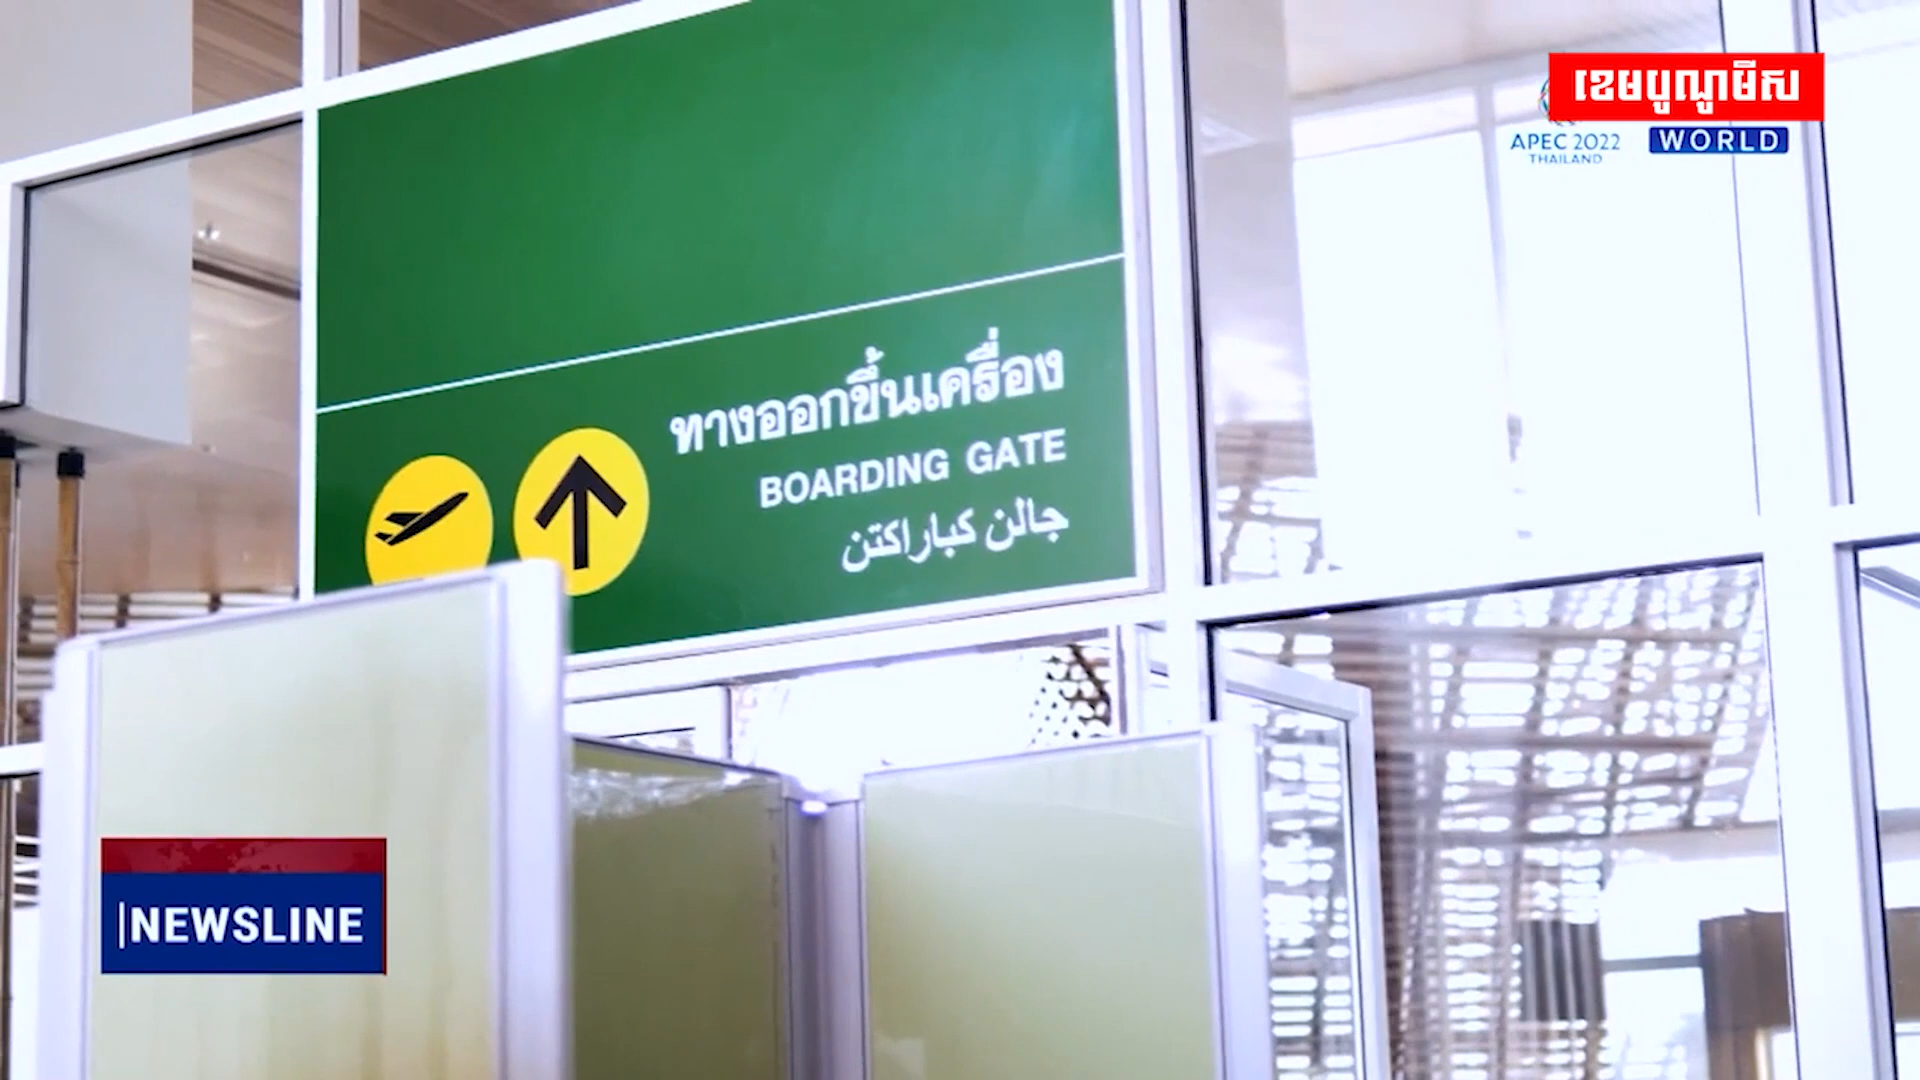 ខេមបូណូមីស
APEC 2022
THAILAND
WORLD
ทางออกขึ้นเครื่อง
BOARDING GATE
جالن كباراكتن
NEWSLINE